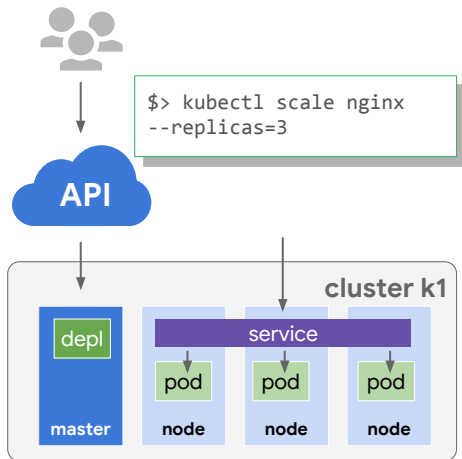 $> kubectl scale nginx
--replicas=3
API
cluster k1
depl
service
pod
pod
pod
master
node
node
node